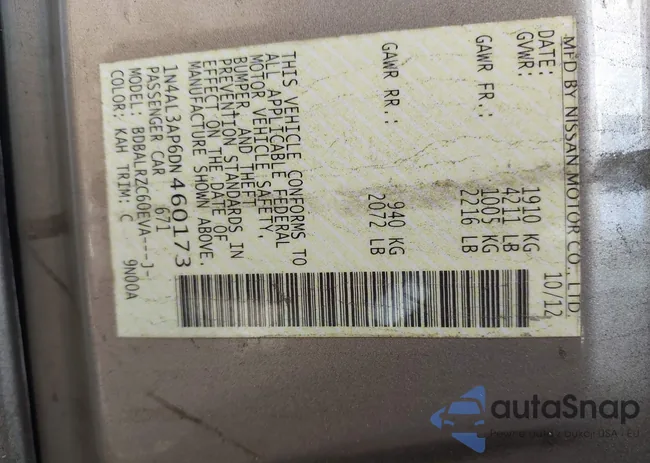 MFD BY NISSAN MOTOR CO., LTD.
DATE: 10/12
GVWR: 1910 KG
4211 LB
GAWR FR.: 1005 KG
2216 LB
GAWR RR.: 940 KG
2072 LB
THIS VEHICLE CONFORMS TO
ALL APPLICABLE FEDERAL
MOTOR VEHICLE SAFETY,
BUMPER AND THEFT
PREVENTION STANDARDS IN
EFFECT ON THE DATE OF
MANUFACTURE SHOWN ABOVE.
1N4AL3AP6DN460173
PASSENGER CAR 671
MODEL: BDBALRZC60EVA---J-
COLOR: KAH TRIM: C 9N00A
autoSnap
USA | EU